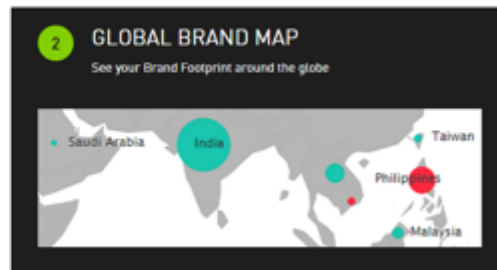 2
GLOBAL BRAND MAP
See your Brand Footprint around the globe
Saudi Arabia
India
Taiwan
Philippines
Malaysia